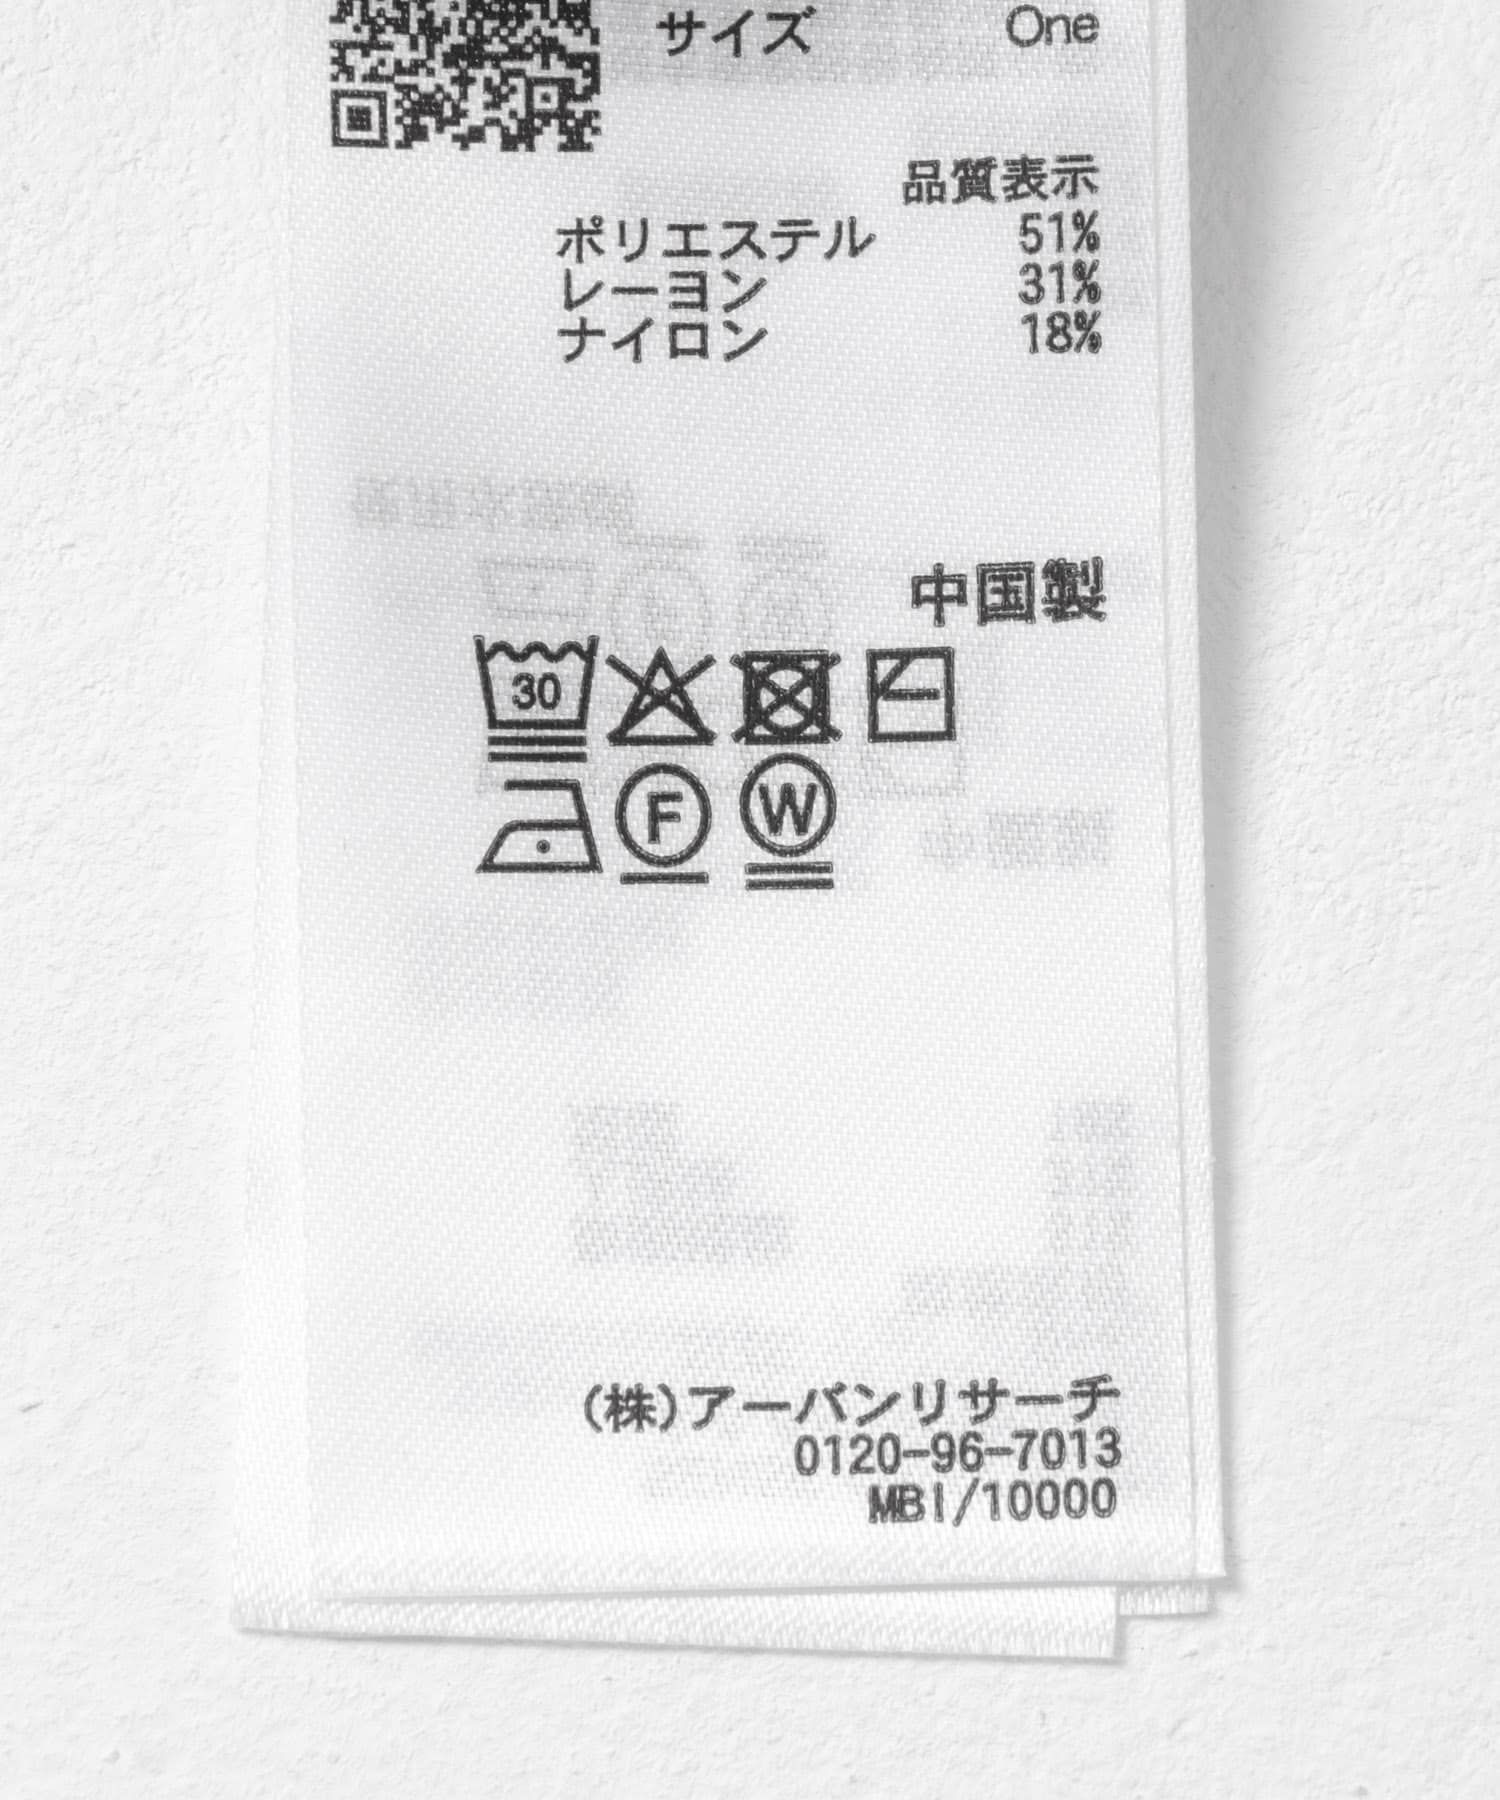 サイズ One
品質表示
ポリエステル 51%
レーヨン 31%
ナイロン 18%
中国製
30
F W
(株)アーバンリサーチ
0120-96-7013
MBI/10000